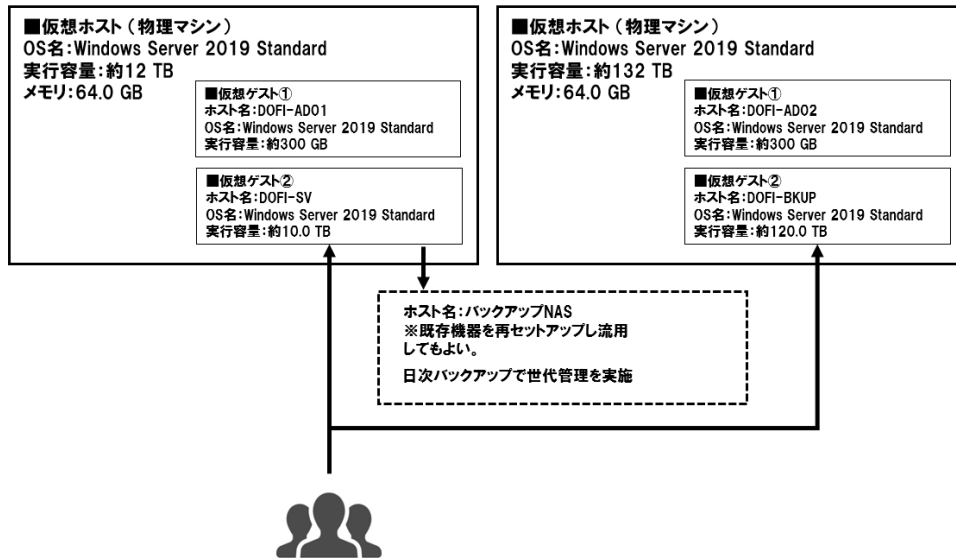 ■仮想ホスト（物理マシン）
OS名:Windows Server 2019 Standard
実行容量:約12 TB
メモリ:64.0 GB
■仮想ゲスト①
ホスト名:DOFI-AD01
OS名:Windows Server 2019 Standard
実行容量:約300 GB
■仮想ゲスト②
ホスト名:DOFI-SV
OS名:Windows Server 2019 Standard
実行容量:約10.0 TB
■仮想ホスト（物理マシン）
OS名:Windows Server 2019 Standard
実行容量:約132 TB
メモリ:64.0 GB
■仮想ゲスト①
ホスト名:DOFI-AD02
OS名:Windows Server 2019 Standard
実行容量:約300 GB
■仮想ゲスト②
ホスト名:DOFI-BKUP
OS名:Windows Server 2019 Standard
実行容量:約120.0 TB
ホスト名:バックアップNAS
※既存機器を再セットアップし流用
してもよい。
日次バックアップで世代管理を実施